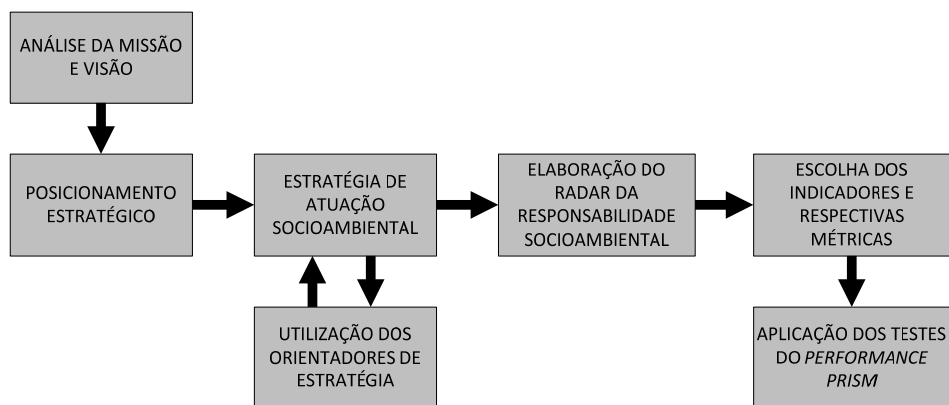 ANÁLISE DA MISSÃO
E VISÃO
POSICIONAMENTO
ESTRATÉGICO
ESTRATÉGIA DE
ATUAÇÃO
SOCIOAMBIENTAL
ELABORAÇÃO DO
RADAR DA
RESPONSABILIDADE
SOCIOAMBIENTAL
ESCOLHA DOS
INDICADORES E
RESPECTIVAS
MÉTRICAS
UTILIZAÇÃO DOS
ORIENTADORES DE
ESTRATÉGIA
APLICAÇÃO DOS TESTES
DO PERFORMANCE
PRISM